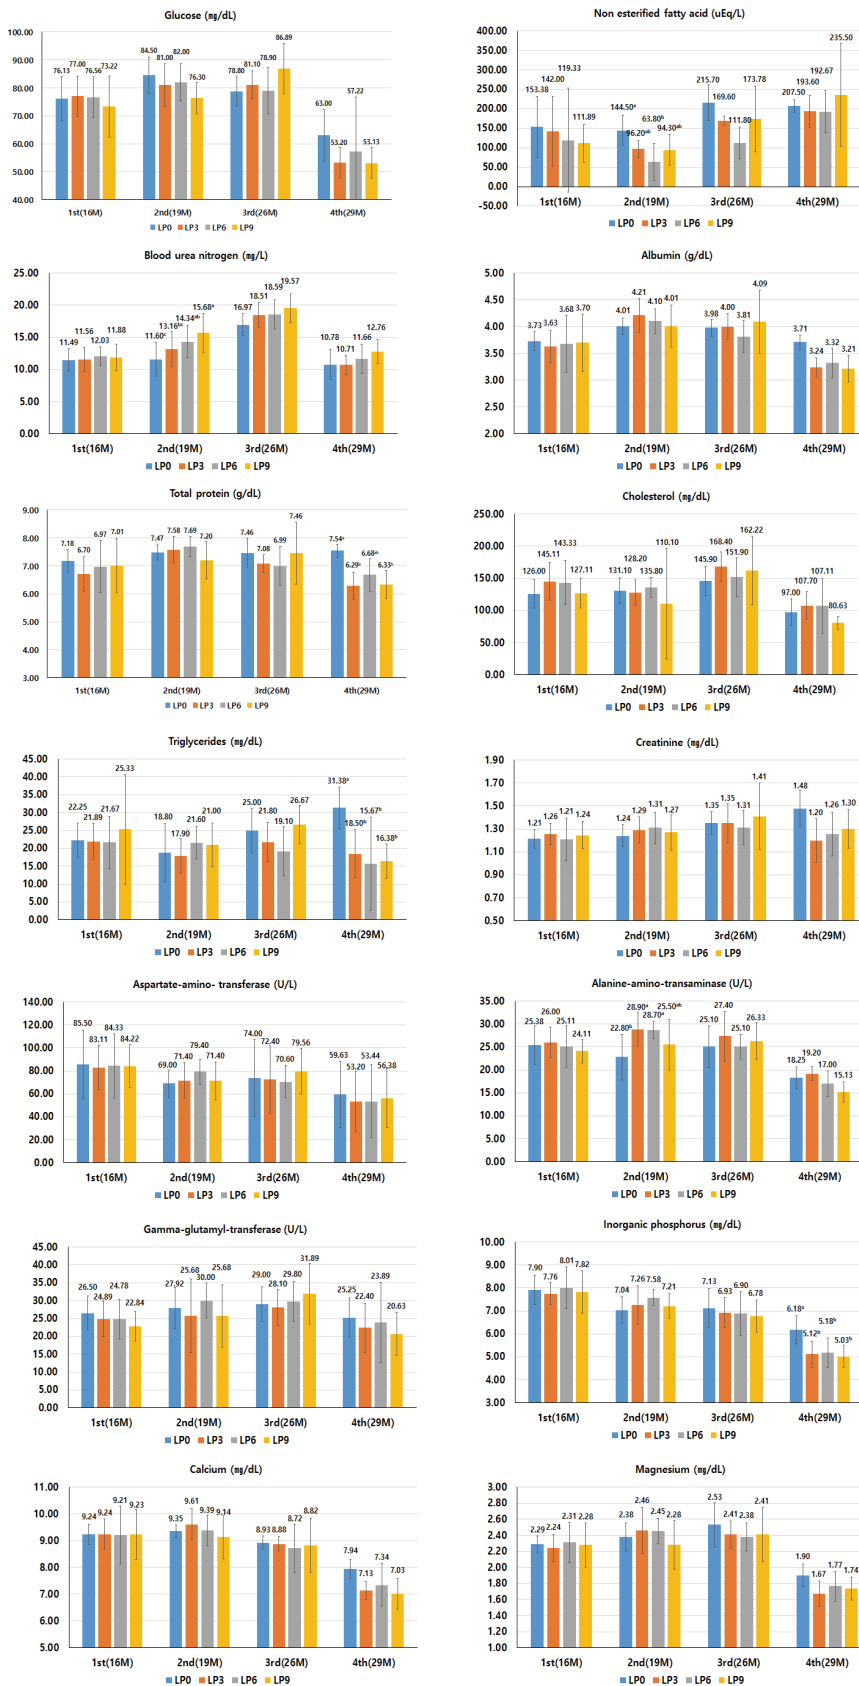 Glucose (㎎/dL)
100.00
90.00
80.00
70.00
60.00
50.00
40.00
76.13 77.00 76.56 73.22
84.50 81.00 82.00 76.30
78.80 81.10 78.90 86.89
63.00 53.20 57.22 53.13
1st(16M) 2nd(19M) 3rd(26M) 4th(29M)
LP0 LP3 LP6 LP9
Non esterified fatty acid (uEq/L)
400.00
350.00
300.00
250.00
200.00
150.00
100.00
50.00
0.00
-50.00
153.38 142.00 119.33 111.89
144.50ᵃ 96.20ᵃᵇ 63.80ᵇ 94.30ᵃᵇ
215.70 169.60 111.80 173.78
207.50 193.60 192.67 235.50
1st(16M) 2nd(19M) 3rd(26M) 4th(29M)
LP0 LP3 LP6 LP9
Blood urea nitrogen (㎎/L)
25.00
20.00
15.00
10.00
5.00
0.00
11.49 11.56 12.03 11.88
11.60ᶜ 13.16ᵇᶜ 14.34ᵃᵇ 15.68ᵃ
16.97 18.51 18.59 19.57
10.78 10.71 11.66 12.76
1st(16M) 2nd(19M) 3rd(26M) 4th(29M)
LP0 LP3 LP6 LP9
Albumin (g/dL)
5.00
4.50
4.00
3.50
3.00
2.50
2.00
3.73 3.63 3.68 3.70
4.01 4.21 4.10 4.01
3.98 4.00 3.81 4.09
3.71 3.24 3.32 3.21
1st(16M) 2nd(19M) 3rd(26M) 4th(29M)
LP0 LP3 LP6 LP9
Total protein (g/dL)
9.00
8.00
7.00
6.00
5.00
4.00
3.00
7.18 6.70 6.97 7.01
7.47 7.58 7.69 7.20
7.46 7.08 6.99 7.46
7.54ᵃ 6.29ᵇ 6.68ᵃᵇ 6.33ᵇ
1st(16M) 2nd(19M) 3rd(26M) 4th(29M)
LP0 LP3 LP6 LP9
Cholesterol (㎎/dL)
250.00
200.00
150.00
100.00
50.00
0.00
126.00 145.11 143.33 127.11
131.10 128.20 135.80 110.10
145.90 168.40 151.90 162.22
97.00 107.70 107.11 80.63
1st(16M) 2nd(19M) 3rd(26M) 4th(29M)
LP0 LP3 LP6 LP9
Triglycerides (㎎/dL)
45.00
40.00
35.00
30.00
25.00
20.00
15.00
10.00
5.00
0.00
22.25 21.89 21.67 25.33
18.80 17.90 21.60 21.00
25.00 21.80 19.10 26.67
31.38ᵃ 18.50ᵇ 15.67ᵇ 16.38ᵇ
1st(16M) 2nd(19M) 3rd(26M) 4th(29M)
LP0 LP3 LP6 LP9
Creatinine (㎎/dL)
1.90
1.70
1.50
1.30
1.10
0.90
0.70
0.50
1.21 1.26 1.21 1.24
1.24 1.29 1.31 1.27
1.35 1.35 1.31 1.41
1.48 1.20 1.26 1.30
1st(16M) 2nd(19M) 3rd(26M) 4th(29M)
LP0 LP3 LP6 LP9
Aspartate-amino- transferase (U/L)
140.00
120.00
100.00
80.00
60.00
40.00
20.00
0.00
85.50 83.11 84.33 84.22
69.00 71.40 79.40 71.40
74.00 72.40 70.60 79.56
59.63 53.20 53.44 56.38
1st(16M) 2nd(19M) 3rd(26M) 4th(29M)
LP0 LP3 LP6 LP9
Alanine-amino-transaminase (U/L)
35.00
30.00
25.00
20.00
15.00
10.00
5.00
0.00
25.38 26.00 25.11 24.11
22.80ᵇ 28.90ᵃ 28.70ᵃ 25.50ᵃᵇ
25.10 27.40 25.10 26.33
18.25 19.20 17.00 15.13
1st(16M) 2nd(19M) 3rd(26M) 4th(29M)
LP0 LP3 LP6 LP9
Gamma-glutamyl-transferase (U/L)
45.00
40.00
35.00
30.00
25.00
20.00
15.00
10.00
5.00
0.00
26.50 24.89 24.78 22.84
27.92 25.68 30.00 25.68
29.00 28.10 29.80 31.89
25.25 22.40 23.89 20.63
1st(16M) 2nd(19M) 3rd(26M) 4th(29M)
LP0 LP3 LP6 LP9
Inorganic phosphorus (㎎/dL)
10.00
9.00
8.00
7.00
6.00
5.00
4.00
3.00
7.90 7.76 8.01 7.82
7.04 7.26 7.58 7.21
7.13 6.93 6.90 6.78
6.18ᵃ 5.12ᵇ 5.18ᵇ 5.03ᵇ
1st(16M) 2nd(19M) 3rd(26M) 4th(29M)
LP0 LP3 LP6 LP9
Calcium (㎎/dL)
11.00
10.00
9.00
8.00
7.00
6.00
5.00
9.24 9.24 9.21 9.23
9.35 9.61 9.39 9.14
8.93 8.88 8.72 8.82
7.94 7.13 7.34 7.03
1st(16M) 2nd(19M) 3rd(26M) 4th(29M)
LP0 LP3 LP6 LP9
Magnesium (㎎/dL)
3.00
2.80
2.60
2.40
2.20
2.00
1.80
1.60
1.40
1.20
1.00
2.29 2.24 2.31 2.28
2.38 2.46 2.45 2.28
2.53 2.41 2.38 2.41
1.90 1.67 1.77 1.74
1st(16M) 2nd(19M) 3rd(26M) 4th(29M)
LP0 LP3 LP6 LP9